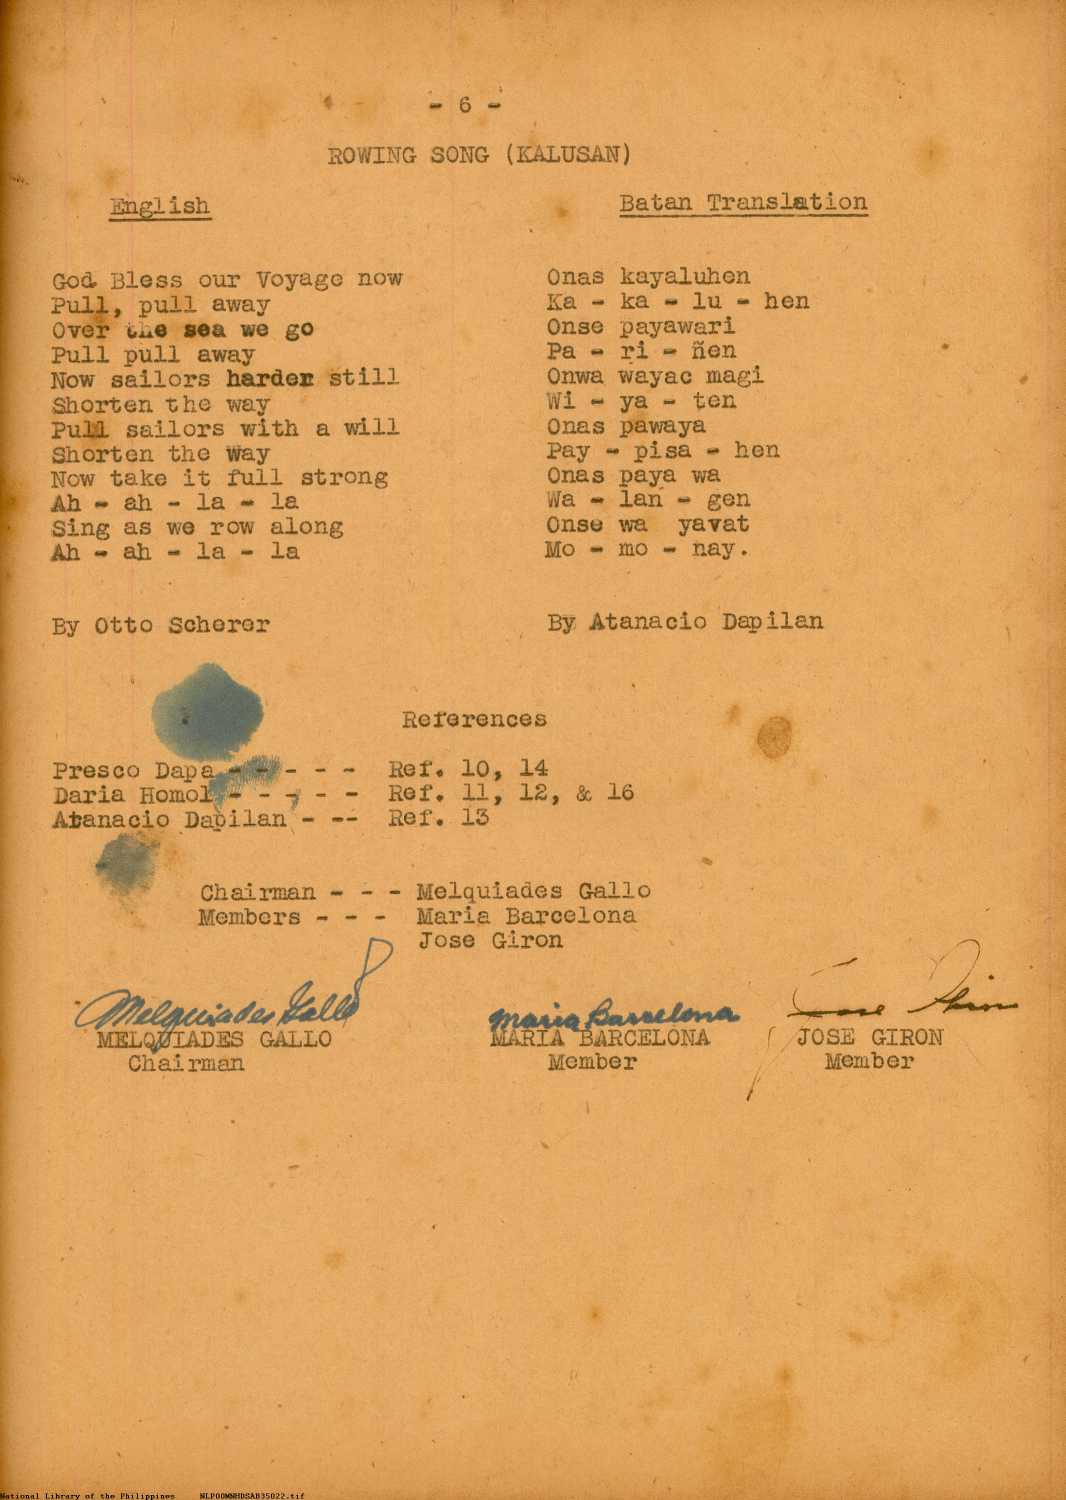 - 6 -
ROWING SONG (KALUSAN)
English
God Bless our Voyage now
Pull, pull away
Over the sea we go
Pull pull away
Now sailors harder still
Shorten the way
Pull sailors with a will
Shorten the way
Now take it full strong
Ah - ah - la - la
Sing as we row along
Ah - ah - la - la
By Otto Scherer
Batan Translation
Onas kayaluhen
Ka - ka - lu - hen
Onse payawari
Pa - ri - ñen
Onwa wayac magi
Wi - ya - ten
Onas pawaya
Pay - pisa - hen
Onas paya wa
Wa - lan - gen
Onse wa yavat
Mo - mo - nay.
By Atanacio Dapilan
References
Presco Dapa - - - - - Ref. 10, 14
Daria Homol - - - - - Ref. 11, 12, & 16
Atanacio Dapilan - -- Ref. 13
Chairman - - - Melquiades Gallo
Members - - - Maria Barcelona
Jose Giron
Melquiades Gallo
MELQUIADES GALLO
Chairman
Maria Barcelona
MARIA BARCELONA
Member
Jose Giron
JOSE GIRON
Member
National Library of the Philippines NLPOOMNHDSAB35022.tif